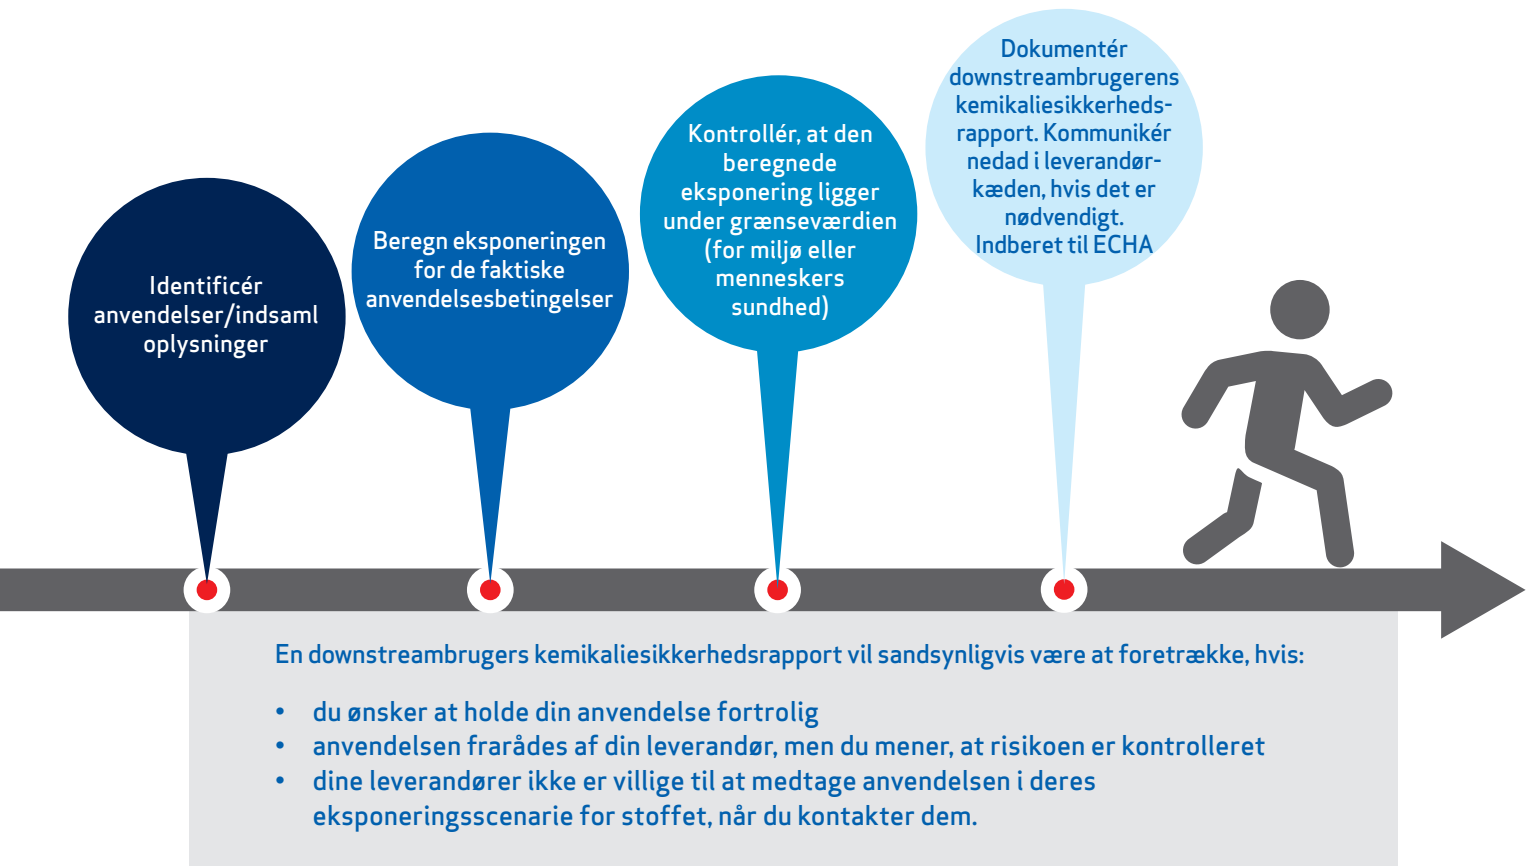 Identificér
anvendelser/indsaml
oplysninger
Beregn eksponeringen
for de faktiske
anvendelsesbetingelser
Kontrollér, at den
beregnede
eksponering ligger
under grænseværdien
(for miljø eller
menneskers
sundhed)
Dokumentér
downstreambrugerens
kemikaliesikkerheds-
rapport. Kommunikér
nedad i leverandør-
kæden, hvis det er
nødvendigt.
Indberet til ECHA
En downstreambrugers kemikaliesikkerhedsrapport vil sandsynligvis være at foretrække, hvis:
• du ønsker at holde din anvendelse fortrolig
• anvendelsen frarådes af din leverandør, men du mener, at risikoen er kontrolleret
• dine leverandører ikke er villige til at medtage anvendelsen i deres
eksponeringsscenarie for stoffet, når du kontakter dem.